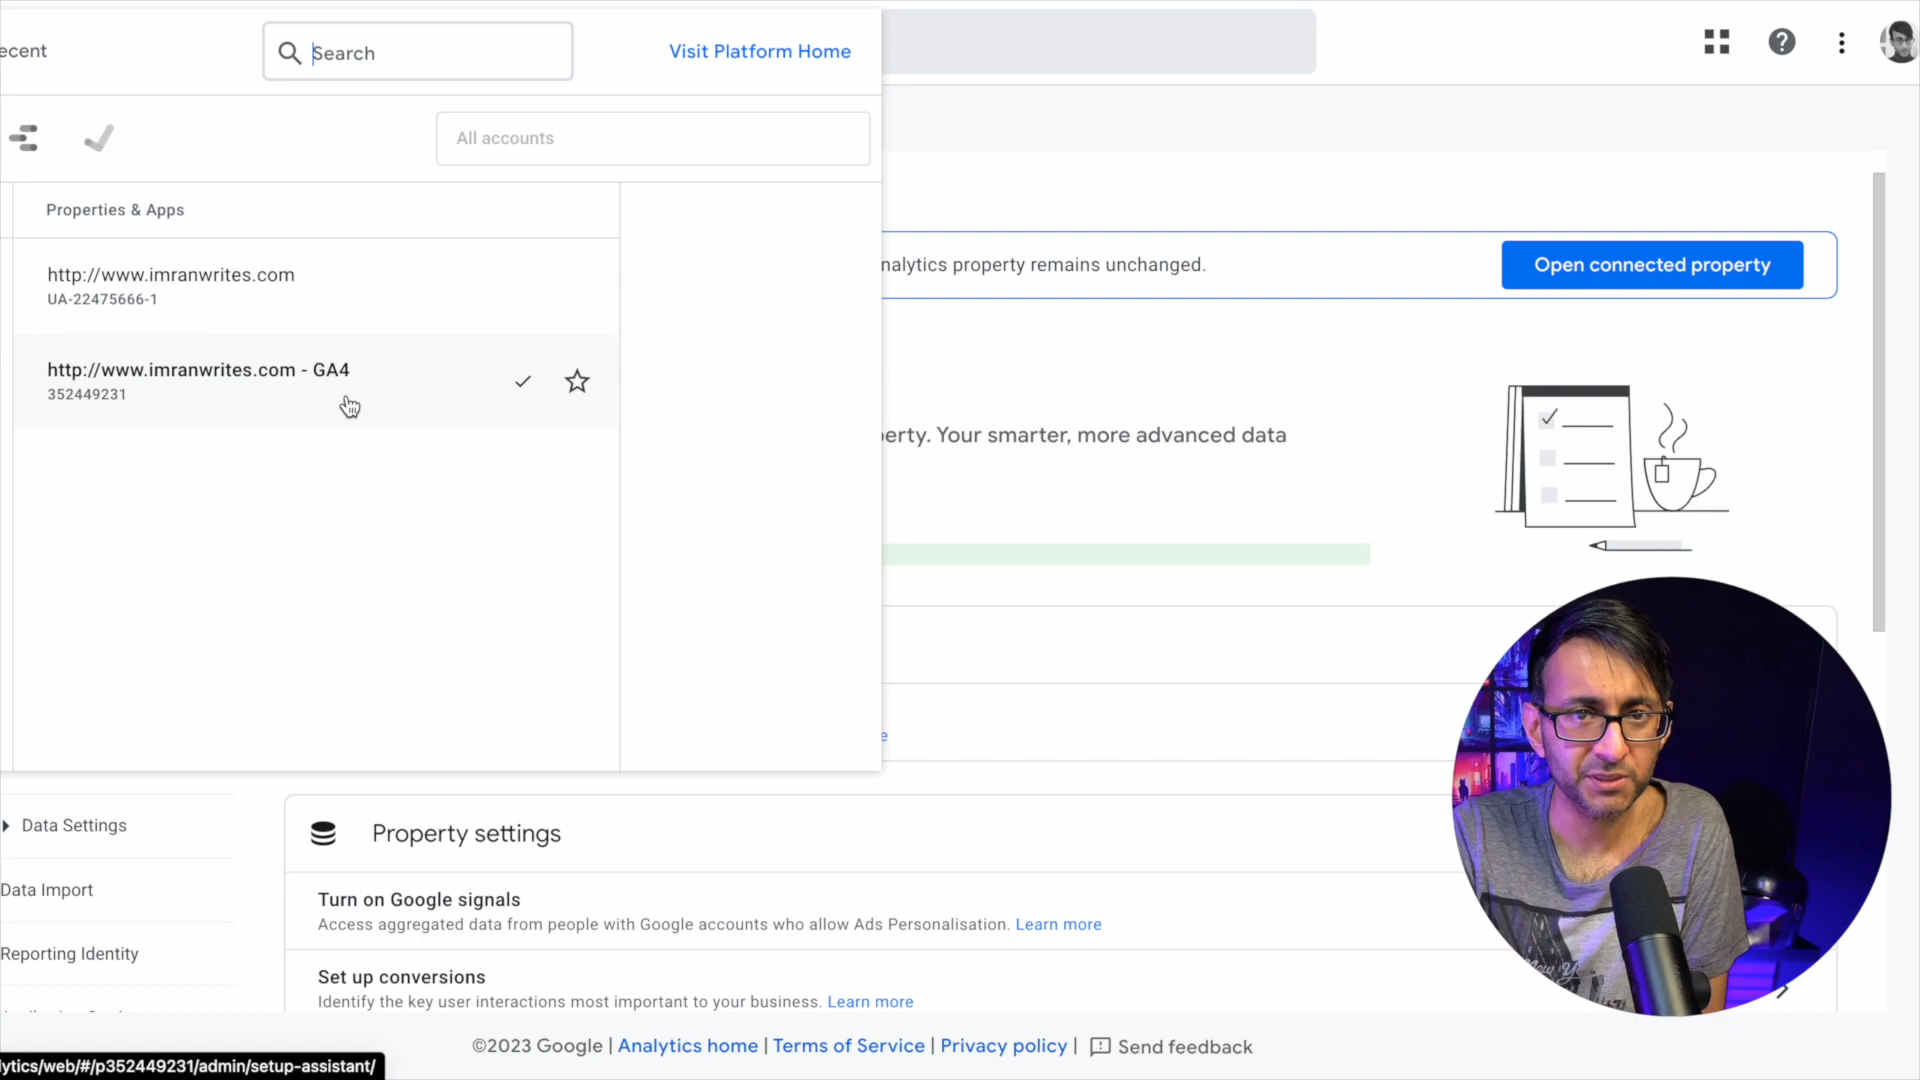 ecent
Search
Visit Platform Home
All accounts
Properties & Apps
http://www.imranwrites.com
UA-22475666-1
http://www.imranwrites.com - GA4
352449231
nalytics property remains unchanged.
Open connected property
erty. Your smarter, more advanced data
e
Data Settings
Data Import
Reporting Identity
Property settings
Turn on Google signals
Access aggregated data from people with Google accounts who allow Ads Personalisation. Learn more
Set up conversions
Identify the key user interactions most important to your business. Learn more
©2023 Google | Analytics home | Terms of Service | Privacy policy | Send feedback
lytics/web/#/p352449231/admin/setup-assistant/